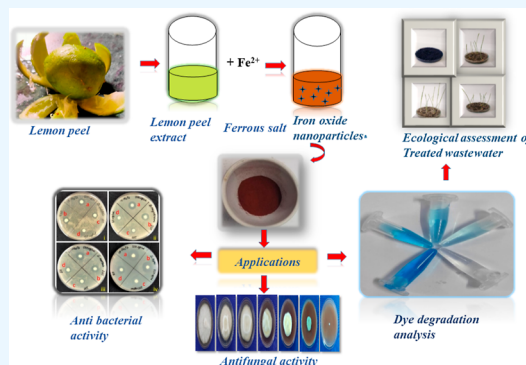 Lemon peel
Lemon peel
extract
+ Fe²⁺
Ferrous salt
Iron oxide
nanoparticles
Ecological assessment of
Treated wastewater
Applications
Anti bacterial
activity
Antifungal activity
Dye degradation
analysis